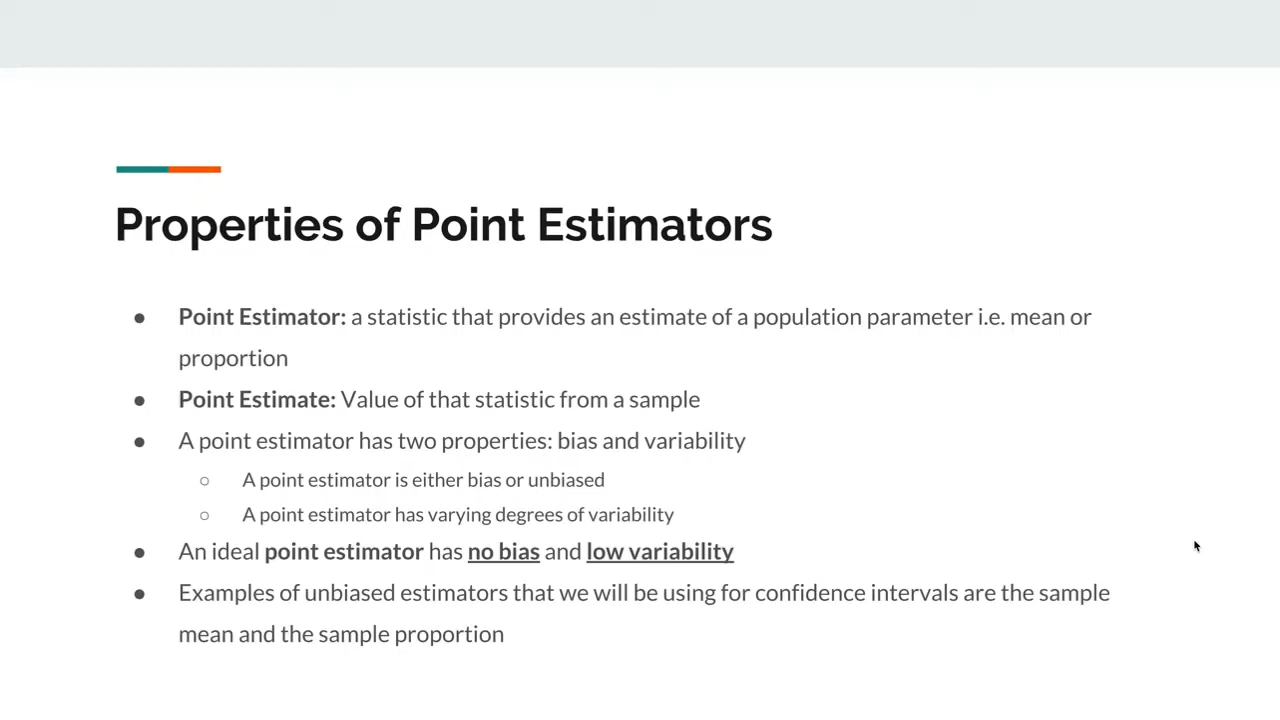 Properties of Point Estimators
● Point Estimator: a statistic that provides an estimate of a population parameter i.e. mean or
proportion
● Point Estimate: Value of that statistic from a sample
● A point estimator has two properties: bias and variability
○ A point estimator is either bias or unbiased
○ A point estimator has varying degrees of variability
● An ideal point estimator has no bias and low variability
● Examples of unbiased estimators that we will be using for confidence intervals are the sample
mean and the sample proportion